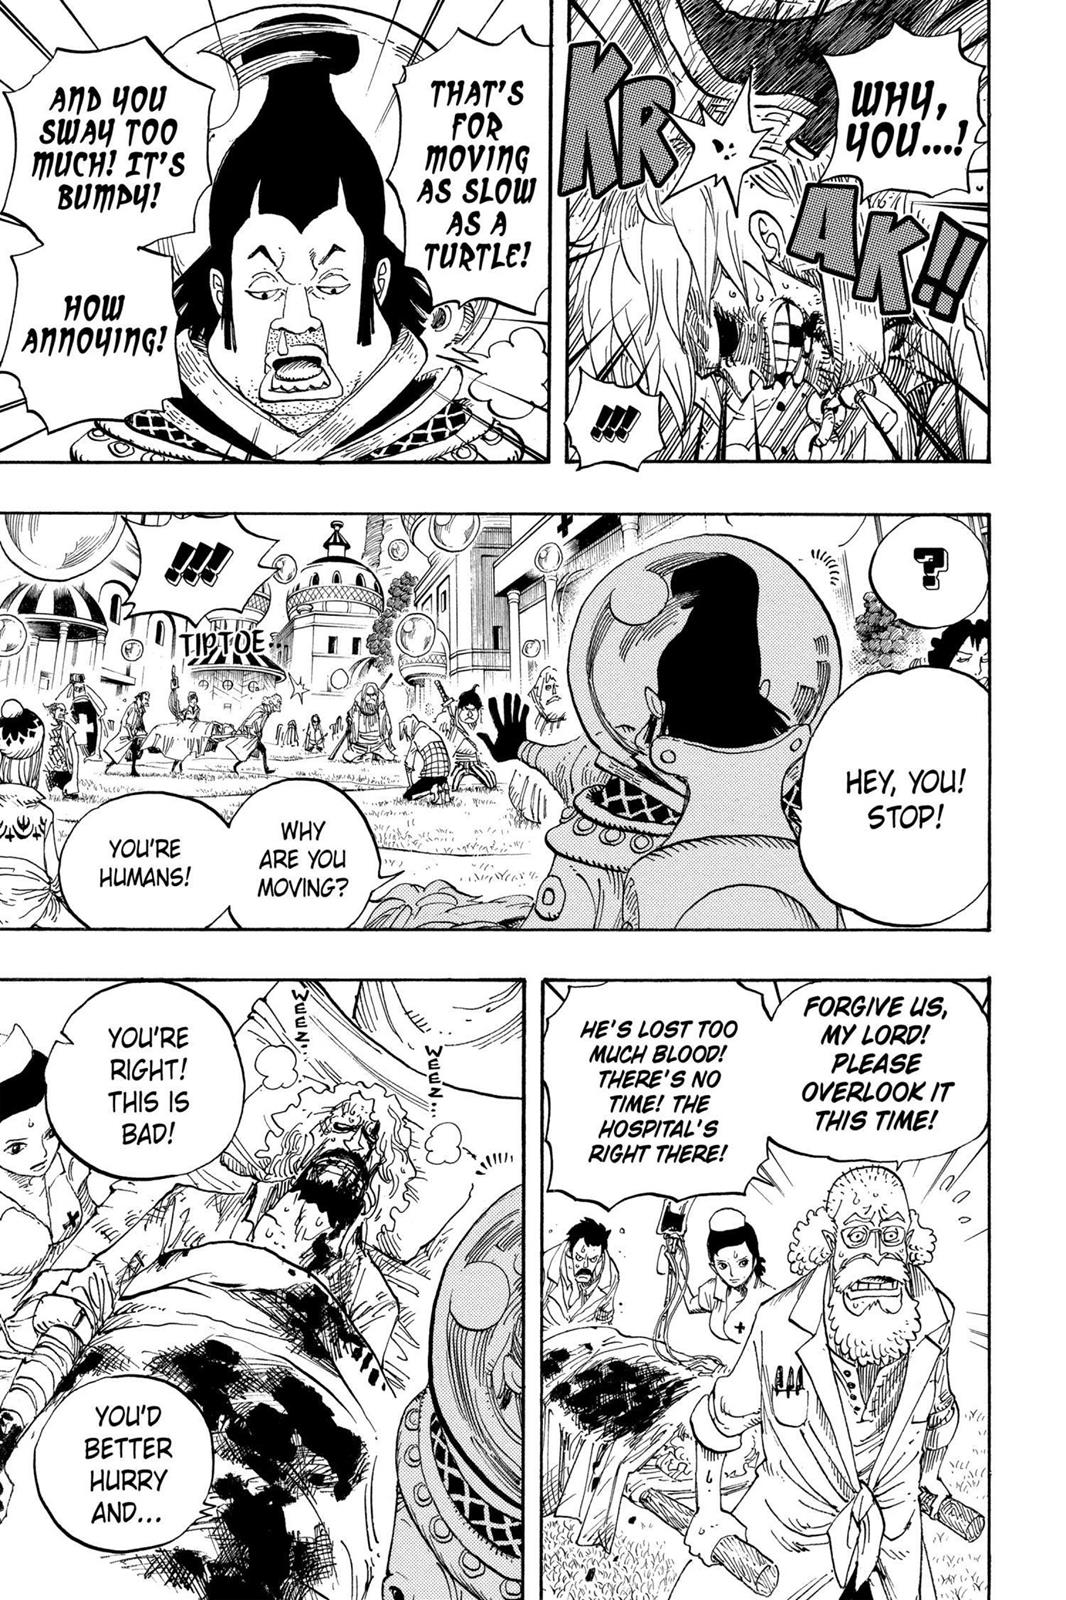 WHY,
YOU...!
KR
AK!!
!!!
THAT'S
FOR
MOVING
AS SLOW
AS A
TURTLE!
AND YOU
SWAY TOO
MUCH! IT'S
BUMPY!
HOW
ANNOYING!
?
HEY, YOU!
STOP!
!!!
TIPTOE
WHY
ARE YOU
MOVING?
YOU'RE
HUMANS!
FORGIVE US,
MY LORD!
PLEASE
OVERLOOK IT
THIS TIME!
HE'S LOST TOO
MUCH BLOOD!
THERE'S NO
TIME! THE
HOSPITAL'S
RIGHT THERE!
WEEZ...
WEEZ...
YOU'RE
RIGHT!
THIS IS
BAD!
YOU'D
BETTER
HURRY
AND...